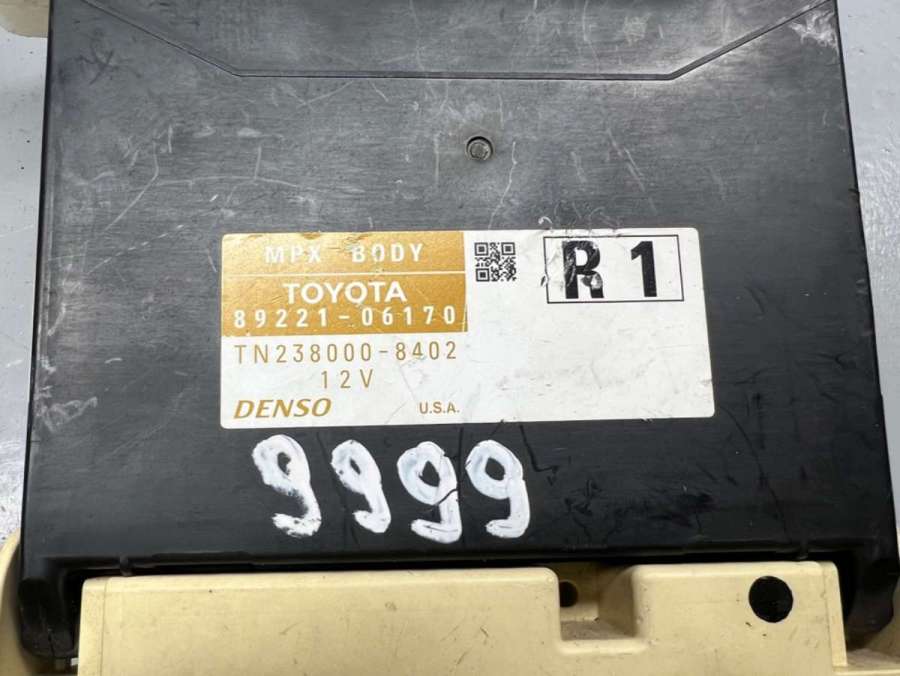 MPX BODY
TOYOTA
89221-06170
TN238000-8402
12V
DENSO U.S.A.
R1
9999